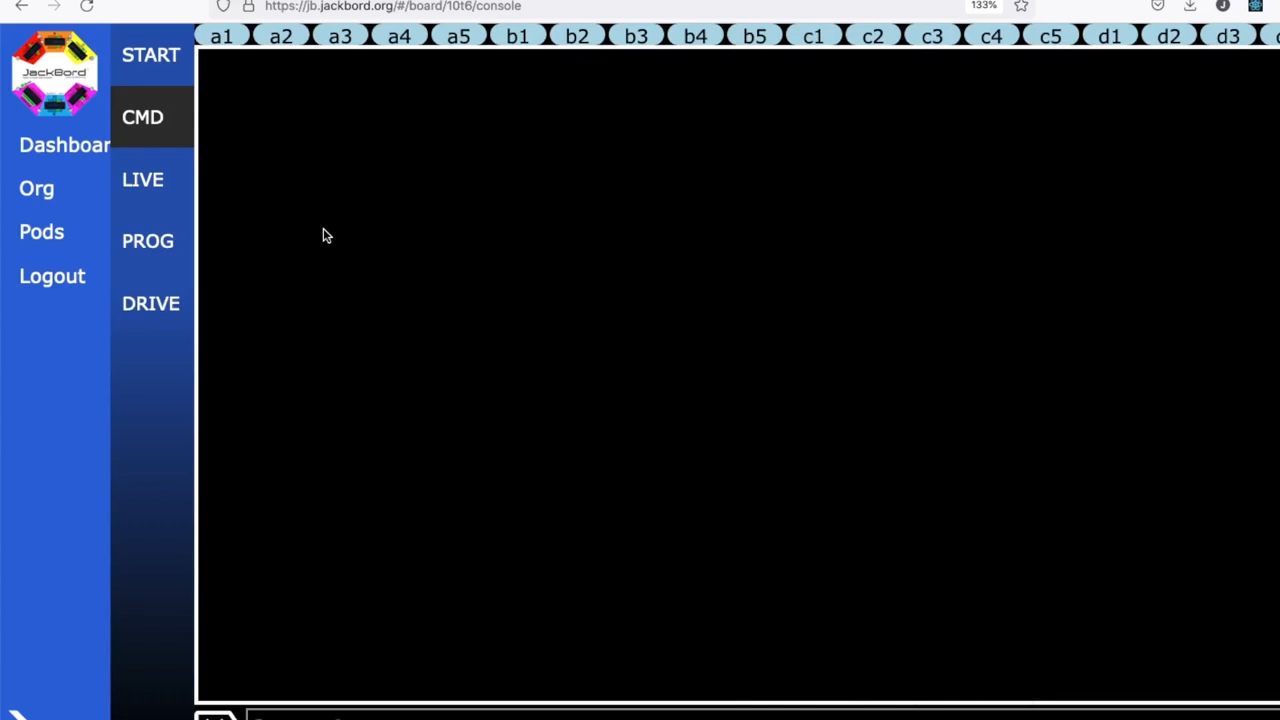 https://jb.jackbord.org/#/board/10t6/console
133%
J
a1 a2 a3 a4 a5 b1 b2 b3 b4 b5 c1 c2 c3 c4 c5 d1 d2 d3
JackBord
Dashboar
Org
Pods
Logout
START
CMD
LIVE
PROG
DRIVE